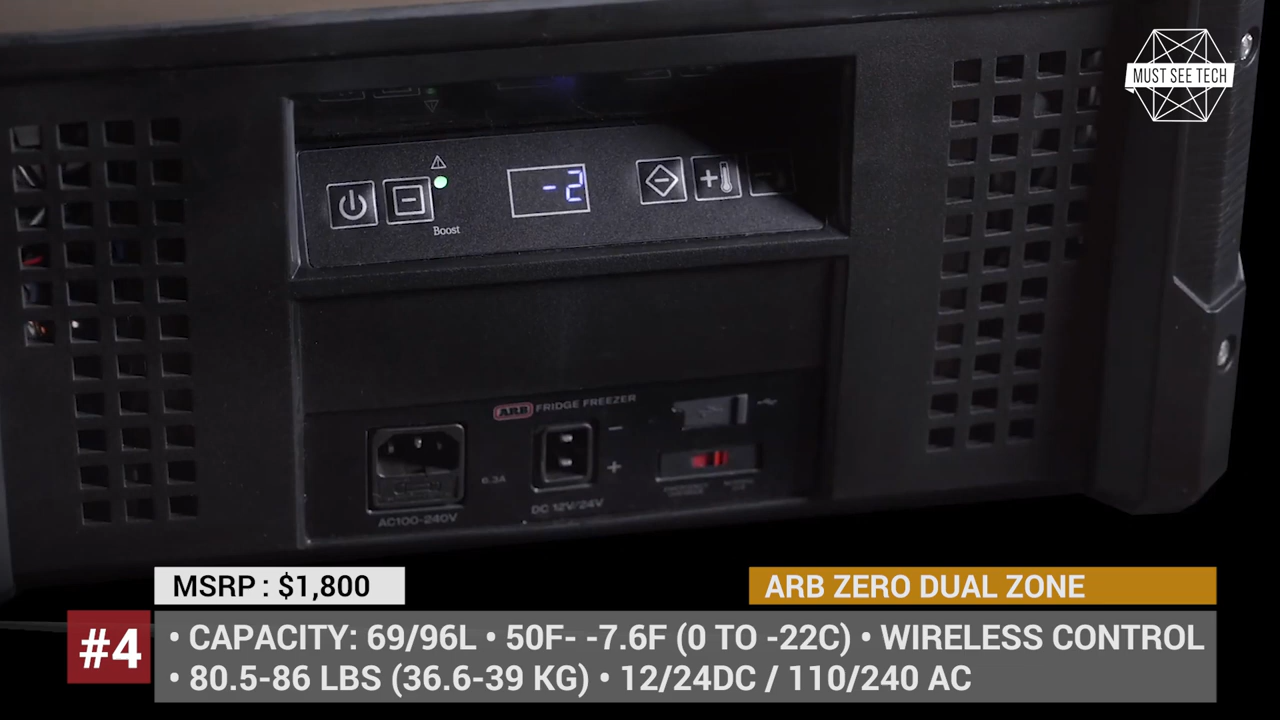 MUST SEE TECH
-2
Boost
ARB FRIDGE FREEZER
6.3A
AC100-240V
DC 12V/24V
MSRP : $1,800
ARB ZERO DUAL ZONE
#4
• CAPACITY: 69/96L • 50F- -7.6F (0 TO -22C) • WIRELESS CONTROL
• 80.5-86 LBS (36.6-39 KG) • 12/24DC / 110/240 AC